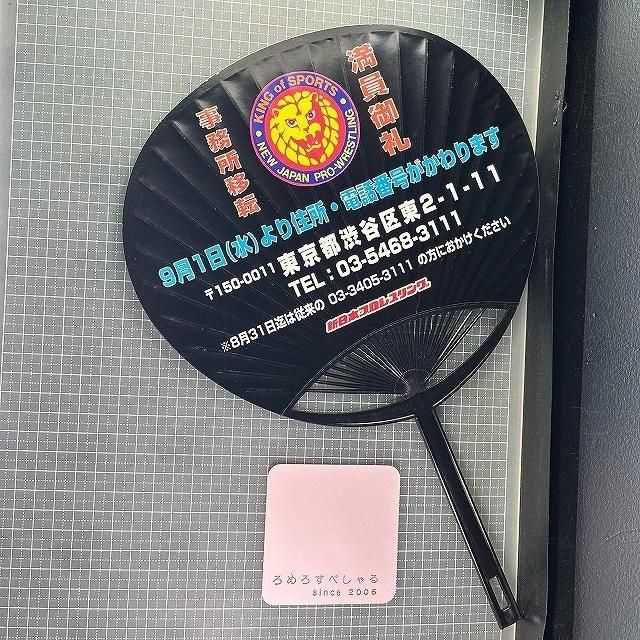 満員御礼
KING of SPORTS
NEW JAPAN PRO-WRESTLING
事務所移転
9月1日(水)より住所・電話番号がかわります
〒150-0011 東京都渋谷区東2-1-11
TEL：03-5468-3111
※8月31日迄は従来の 03-3405-3111 の方におかけください
新日本プロレスリング
ろめろすぺしゃる
since 2006